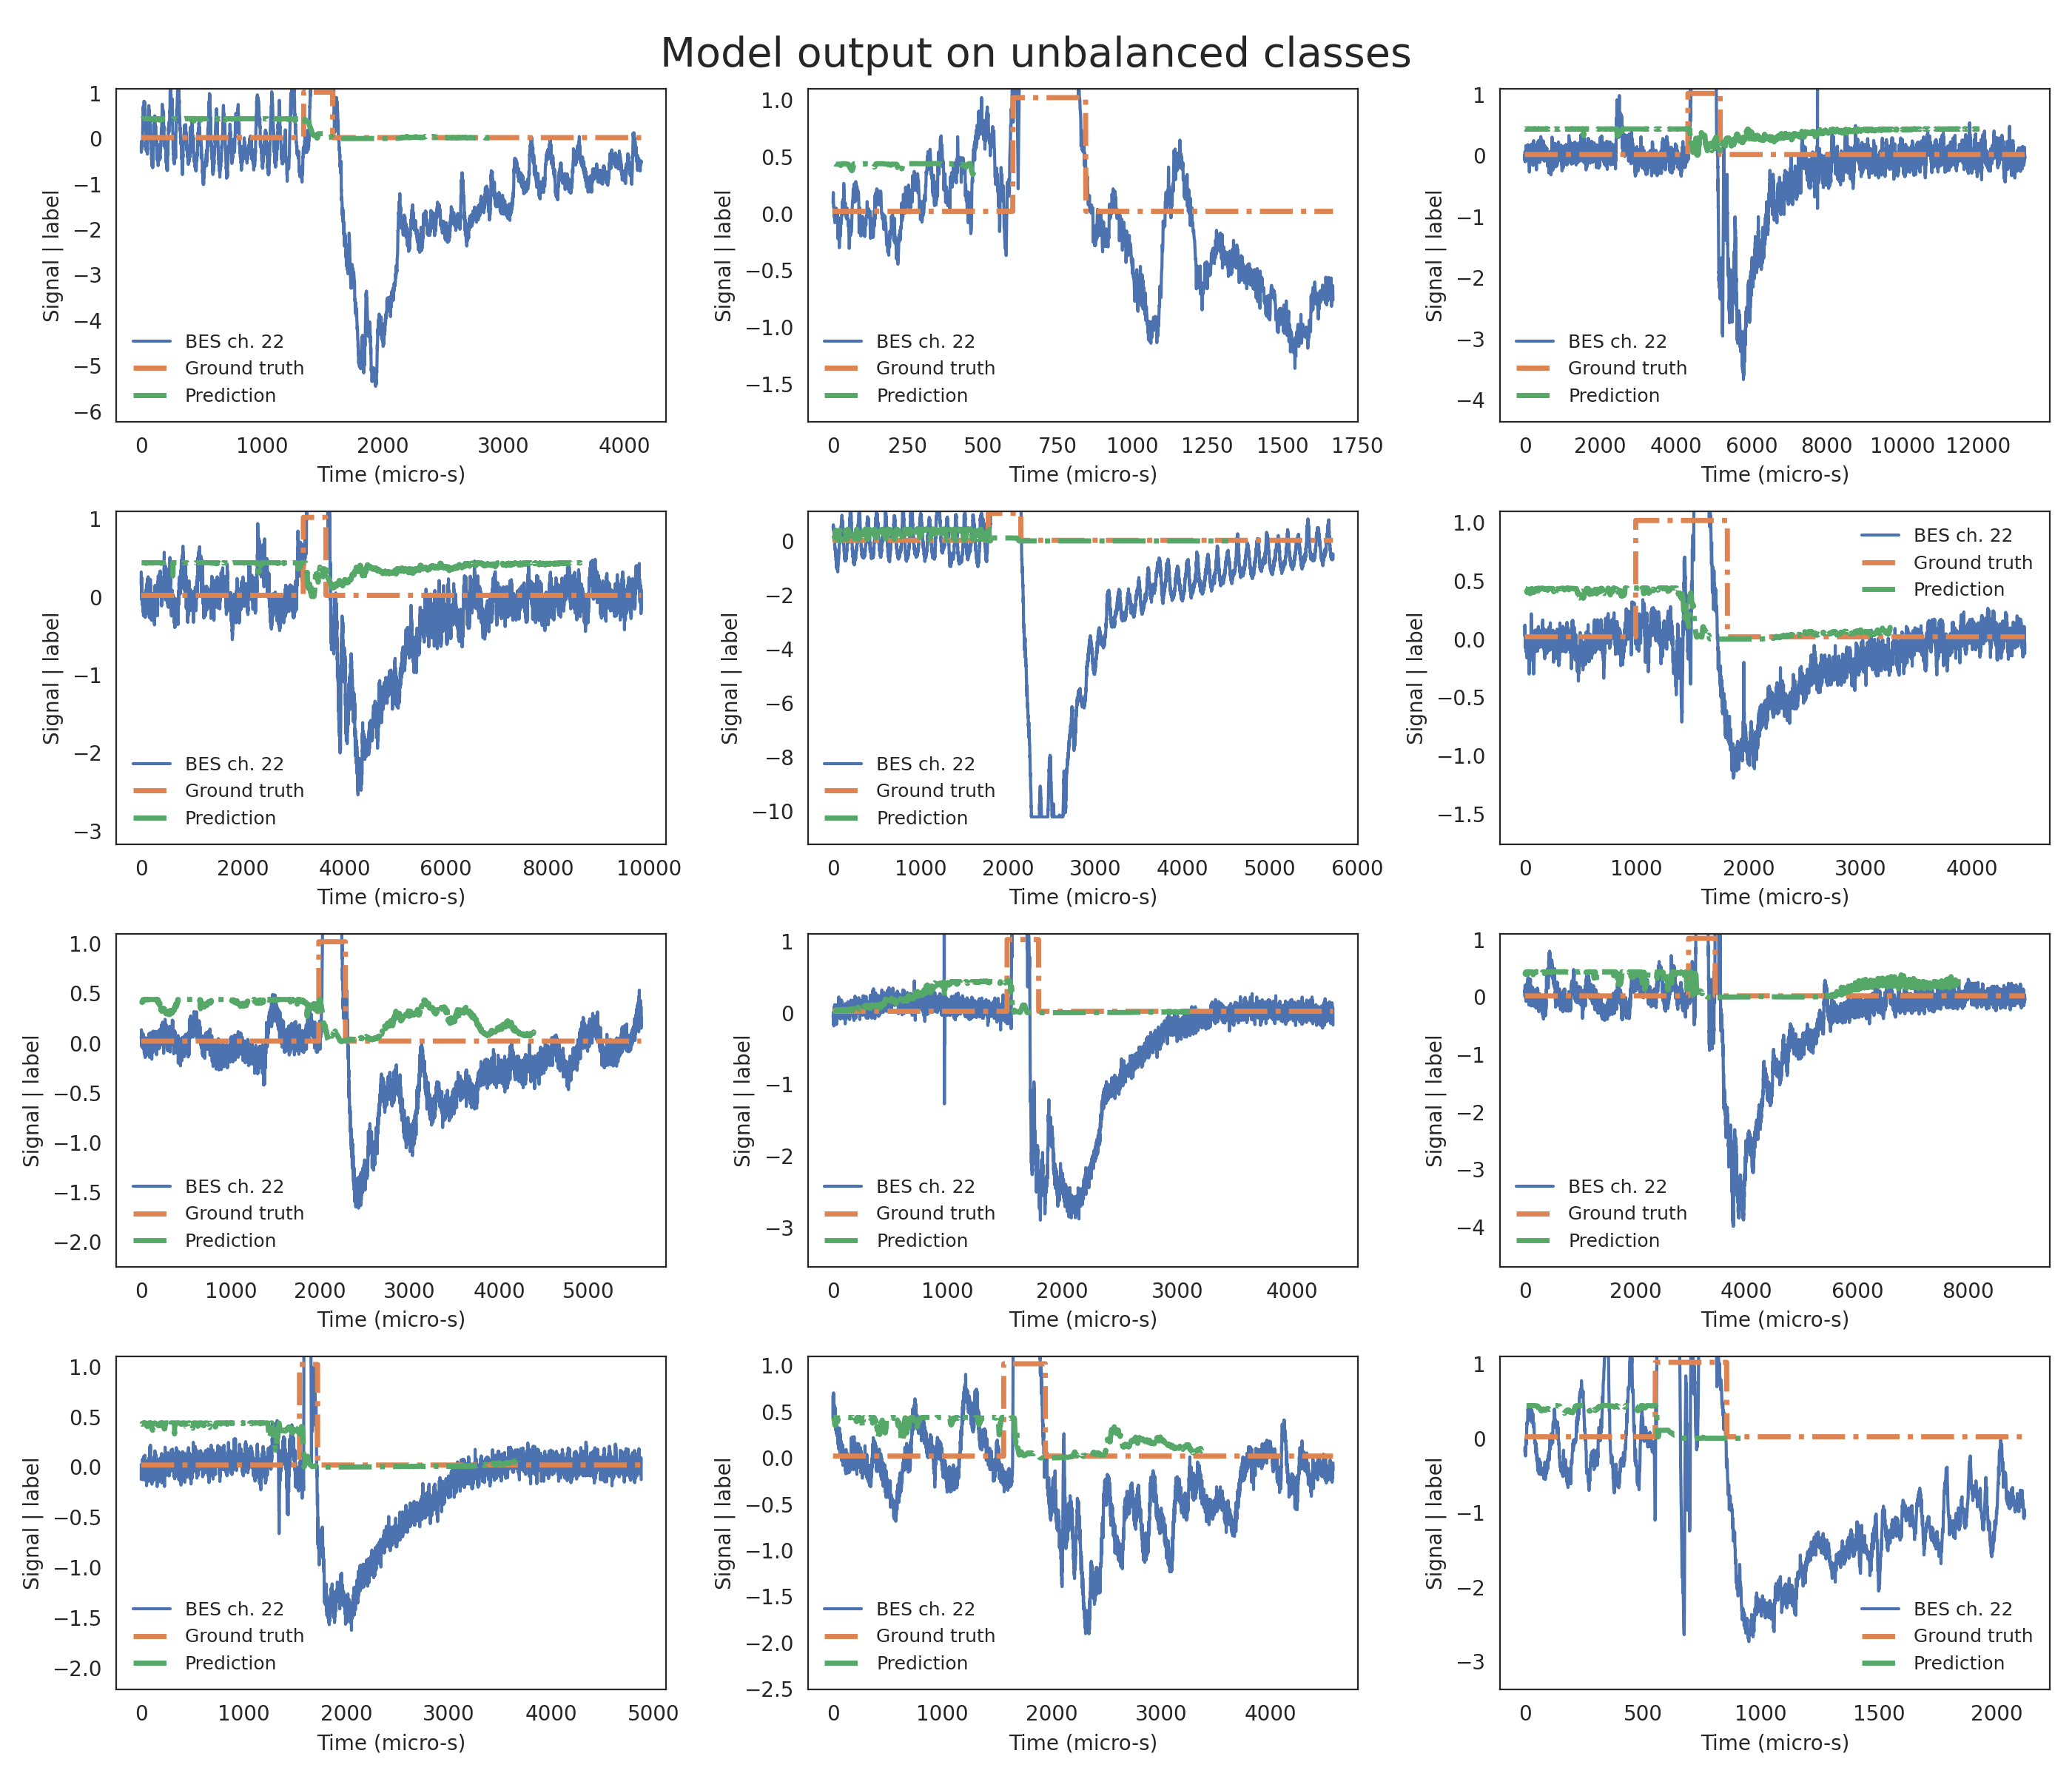 Model output on unbalanced classes
1
0
−1
−2
−3
−4
−5
−6
Signal | label
BES ch. 22
Ground truth
Prediction
0 1000 2000 3000 4000
Time (micro-s)
1.0
0.5
0.0
−0.5
−1.0
−1.5
Signal | label
BES ch. 22
Ground truth
Prediction
0 250 500 750 1000 1250 1500 1750
Time (micro-s)
1
0
−1
−2
−3
−4
Signal | label
BES ch. 22
Ground truth
Prediction
0 2000 4000 6000 8000 10000 12000
Time (micro-s)
1
0
−1
−2
−3
Signal | label
BES ch. 22
Ground truth
Prediction
0 2000 4000 6000 8000 10000
Time (micro-s)
0
−2
−4
−6
−8
−10
Signal | label
BES ch. 22
Ground truth
Prediction
0 1000 2000 3000 4000 5000 6000
Time (micro-s)
1.0
0.5
0.0
−0.5
−1.0
−1.5
Signal | label
BES ch. 22
Ground truth
Prediction
0 1000 2000 3000 4000
Time (micro-s)
1.0
0.5
0.0
−0.5
−1.0
−1.5
−2.0
Signal | label
BES ch. 22
Ground truth
Prediction
0 1000 2000 3000 4000 5000
Time (micro-s)
1
0
−1
−2
−3
Signal | label
BES ch. 22
Ground truth
Prediction
0 1000 2000 3000 4000
Time (micro-s)
1
0
−1
−2
−3
−4
Signal | label
BES ch. 22
Ground truth
Prediction
0 2000 4000 6000 8000
Time (micro-s)
1.0
0.5
0.0
−0.5
−1.0
−1.5
−2.0
Signal | label
BES ch. 22
Ground truth
Prediction
0 1000 2000 3000 4000 5000
Time (micro-s)
1.0
0.5
0.0
−0.5
−1.0
−1.5
−2.0
−2.5
Signal | label
BES ch. 22
Ground truth
Prediction
0 1000 2000 3000 4000
Time (micro-s)
1
0
−1
−2
−3
Signal | label
BES ch. 22
Ground truth
Prediction
0 500 1000 1500 2000
Time (micro-s)